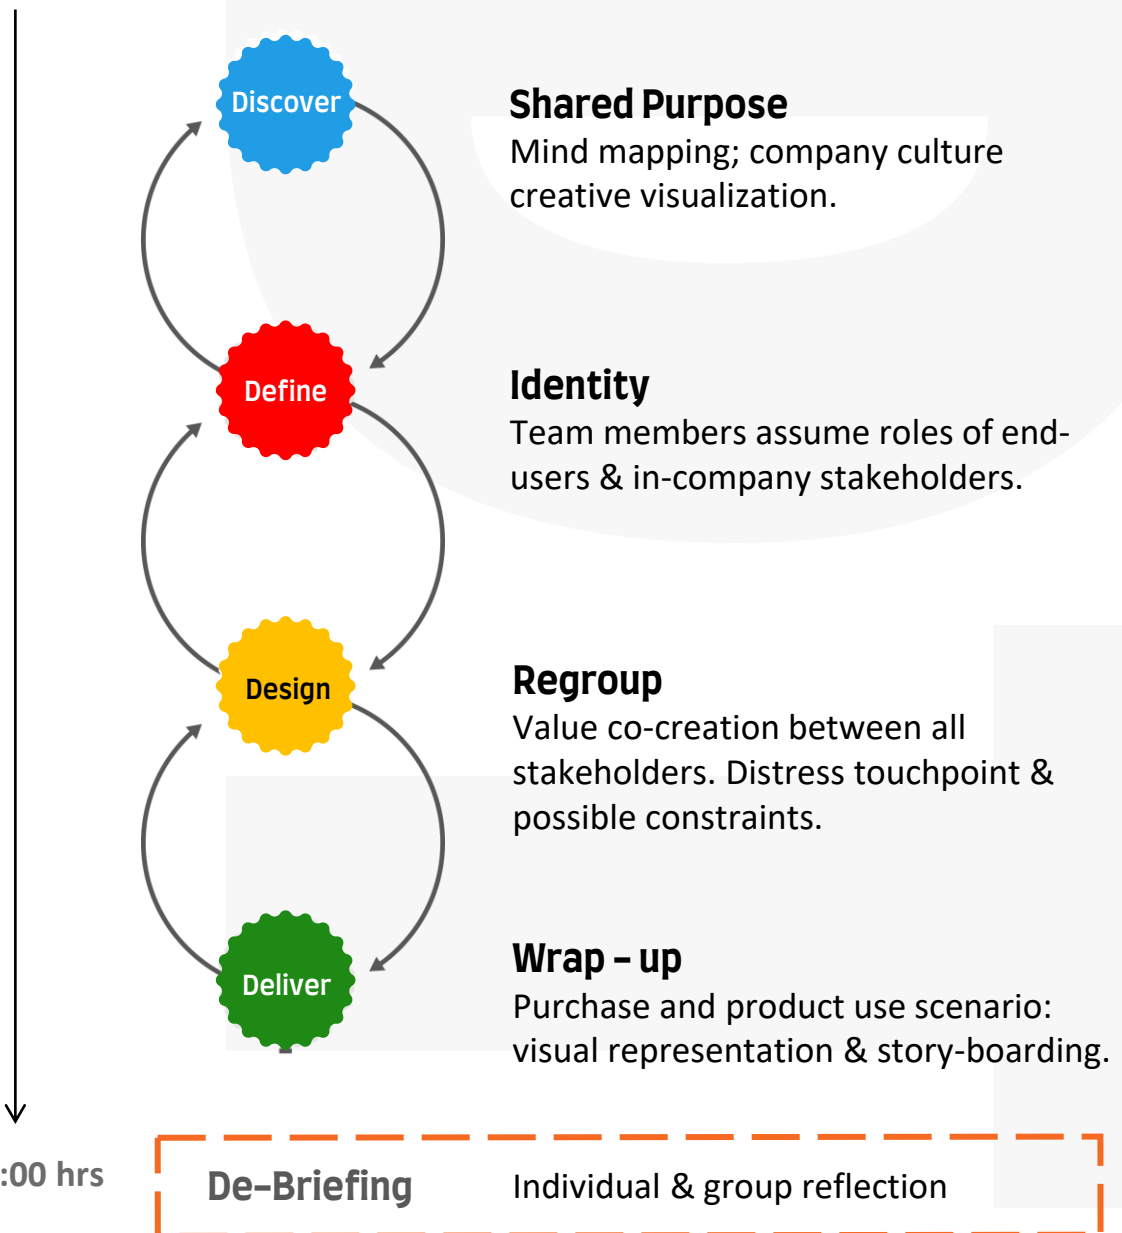 Discover
Shared Purpose
Mind mapping; company culture
creative visualization.
Define
Identity
Team members assume roles of end-
users & in-company stakeholders.
Design
Regroup
Value co-creation between all
stakeholders. Distress touchpoint &
possible constraints.
Deliver
Wrap – up
Purchase and product use scenario:
visual representation & story-boarding.
:00 hrs
De–Briefing
Individual & group reflection